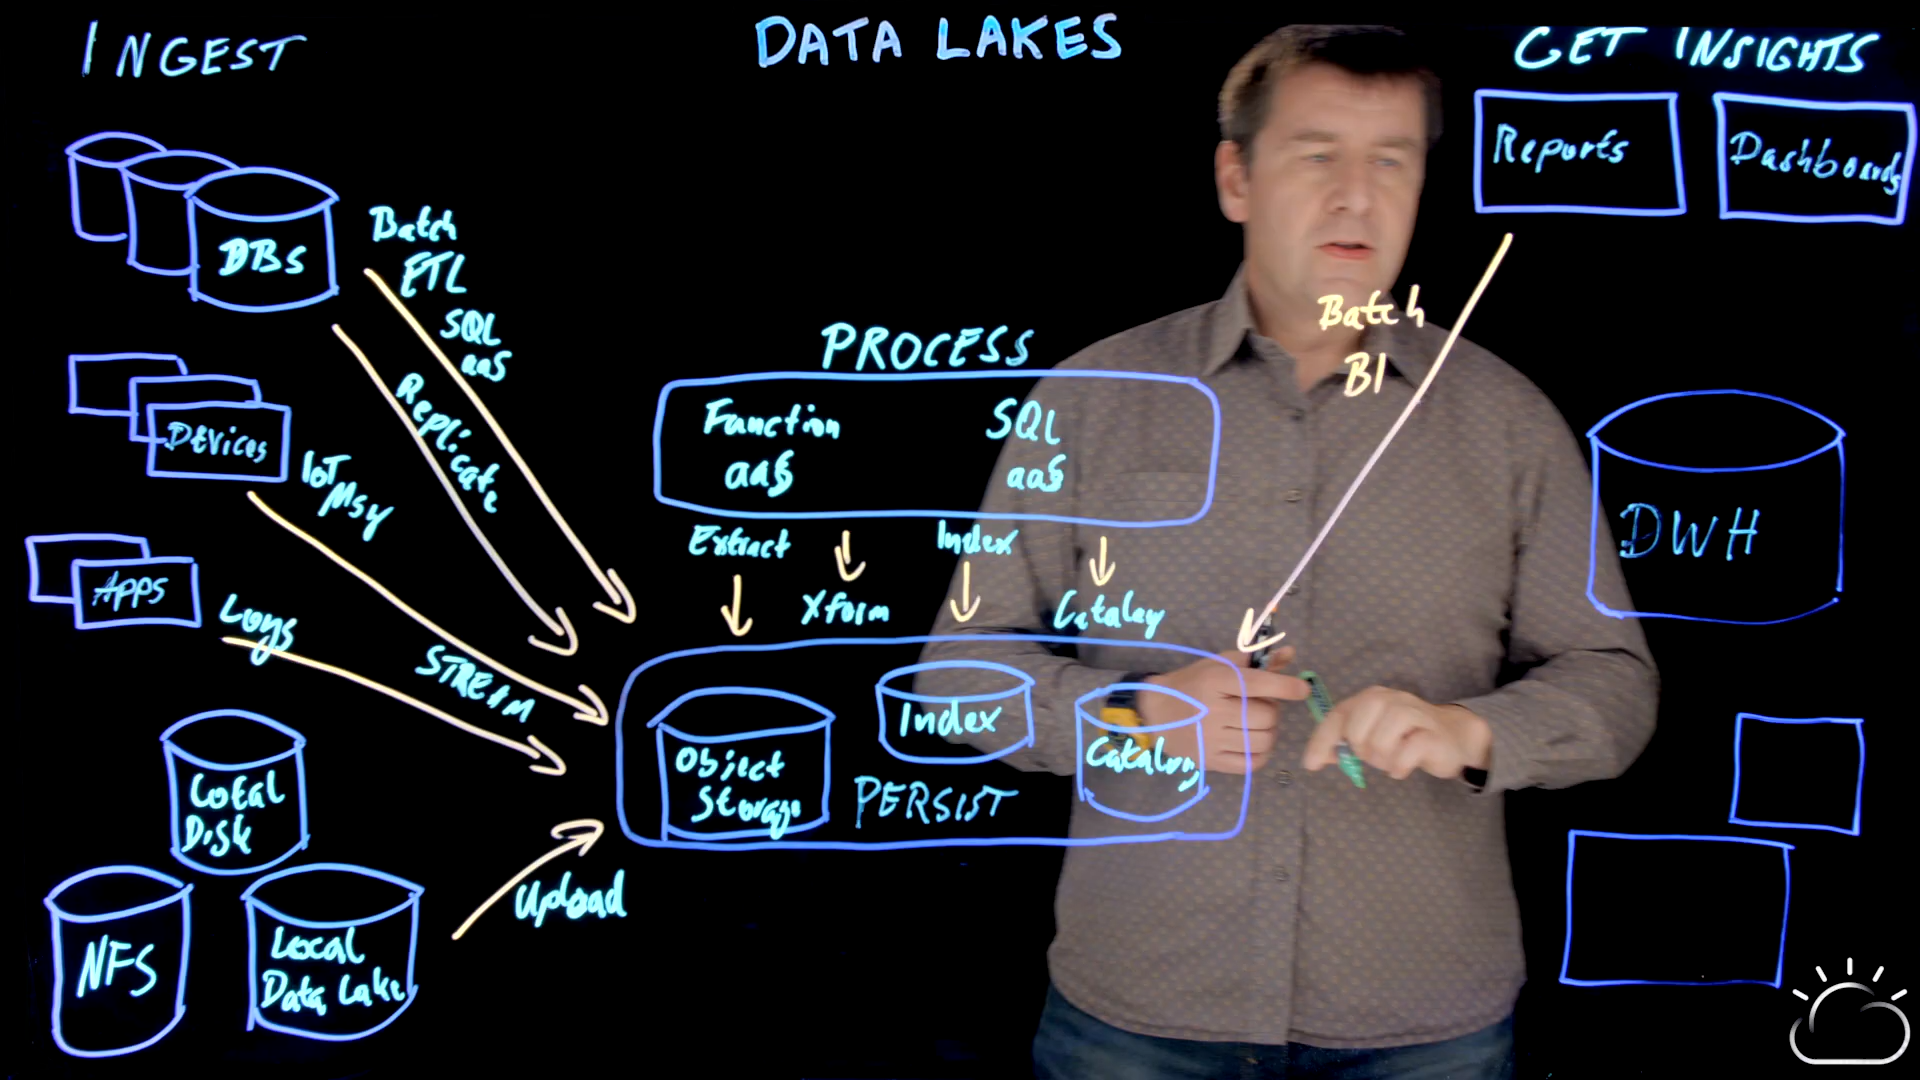 INGEST
DATA LAKES
GET INSIGHTS
Reports
Dashboards
DBs
Batch
ETL
SQL
aaS
Replicate
Devices
IoT
Msg
Apps
Logs
STREAM
Local
Disk
NFS
Local
Data Lake
Upload
PROCESS
Function
aaS
SQL
aaS
Extract
Xform
Index
Catalog
Object
Storage
Index
Catalog
PERSIST
Batch
BI
DWH